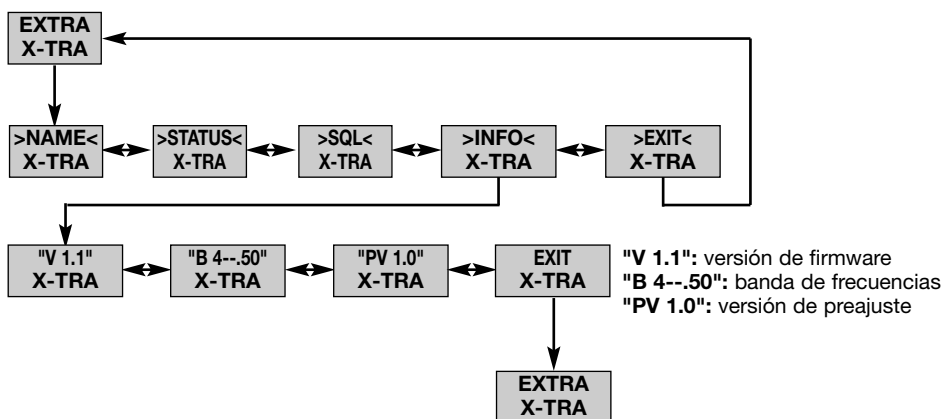 EXTRA
X-TRA
>NAME<
X-TRA
>STATUS<
X-TRA
>SQL<
X-TRA
>INFO<
X-TRA
>EXIT<
X-TRA
"V 1.1"
X-TRA
"B 4--.50"
X-TRA
"PV 1.0"
X-TRA
EXIT
X-TRA
"V 1.1": versión de firmware
"B 4--.50": banda de frecuencias
"PV 1.0": versión de preajuste
EXTRA
X-TRA